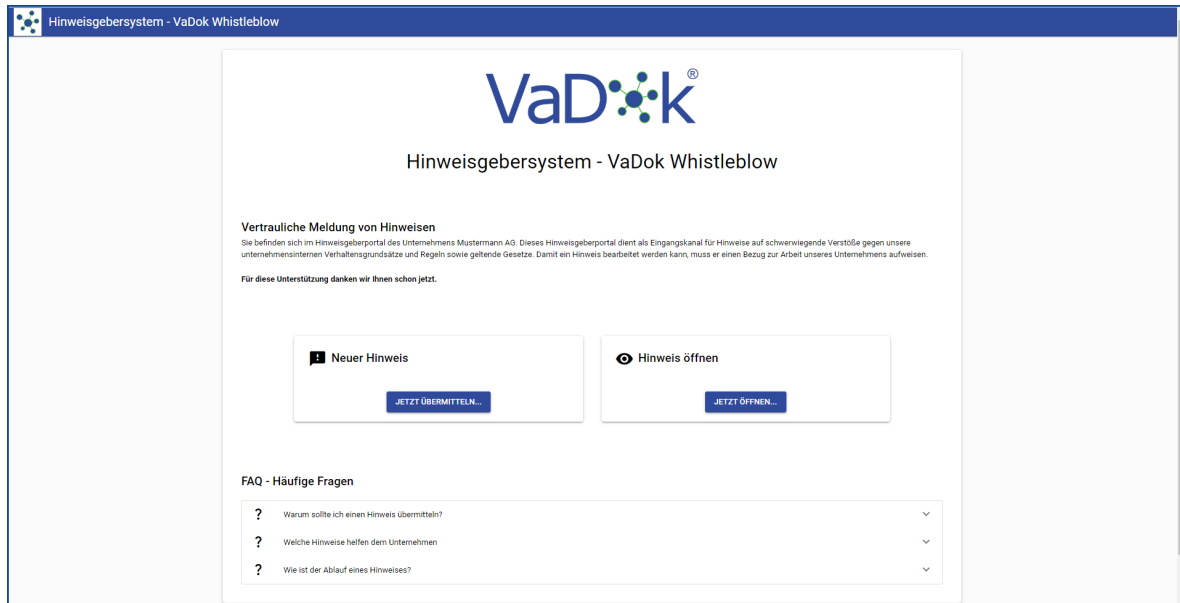 Hinweisgebersystem - VaDok Whistleblow
VaDok®
Hinweisgebersystem - VaDok Whistleblow
Vertrauliche Meldung von Hinweisen
Sie befinden sich im Hinweisgeberportal des Unternehmens Mustermann AG. Dieses Hinweisgeberportal dient als Eingangskanal für Hinweise auf schwerwiegende Verstöße gegen unsere
unternehmensinternen Verhaltensgrundsätze und Regeln sowie geltende Gesetze. Damit ein Hinweis bearbeitet werden kann, muss er einen Bezug zur Arbeit unseres Unternehmens aufweisen.
Für diese Unterstützung danken wir Ihnen schon jetzt.
Neuer Hinweis
JETZT ÜBERMITTELN...
Hinweis öffnen
JETZT ÖFFNEN...
FAQ - Häufige Fragen
? Warum sollte ich einen Hinweis übermitteln?
? Welche Hinweise helfen dem Unternehmen
? Wie ist der Ablauf eines Hinweises?